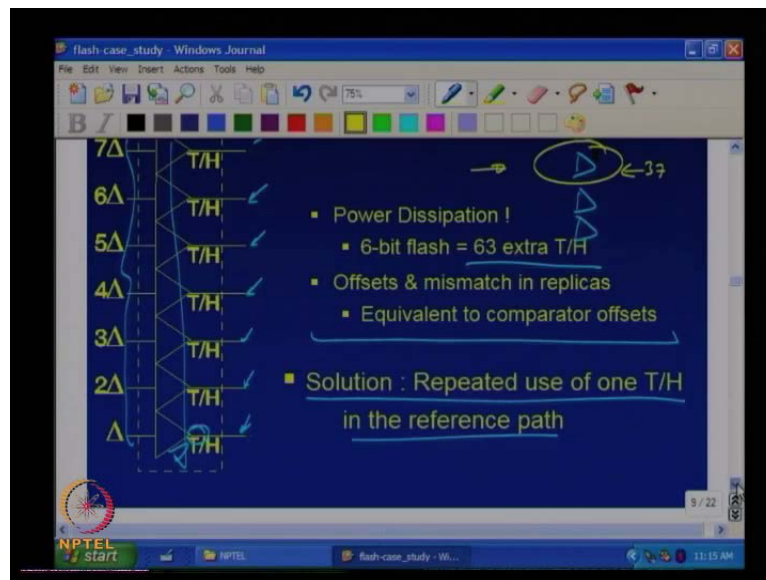 flash-case_study - Windows Journal
File Edit View Insert Actions Tools Help
75%
B I
7Δ T/H
6Δ T/H
5Δ T/H
4Δ T/H
3Δ T/H
2Δ T/H
Δ T/H
←37
▪ Power Dissipation !
▪ 6-bit flash = 63 extra T/H
▪ Offsets & mismatch in replicas
▪ Equivalent to comparator offsets
▪ Solution : Repeated use of one T/H
in the reference path
9 / 22
NPTEL
start NPTEL flash-case_study - Wi... 11:15 AM